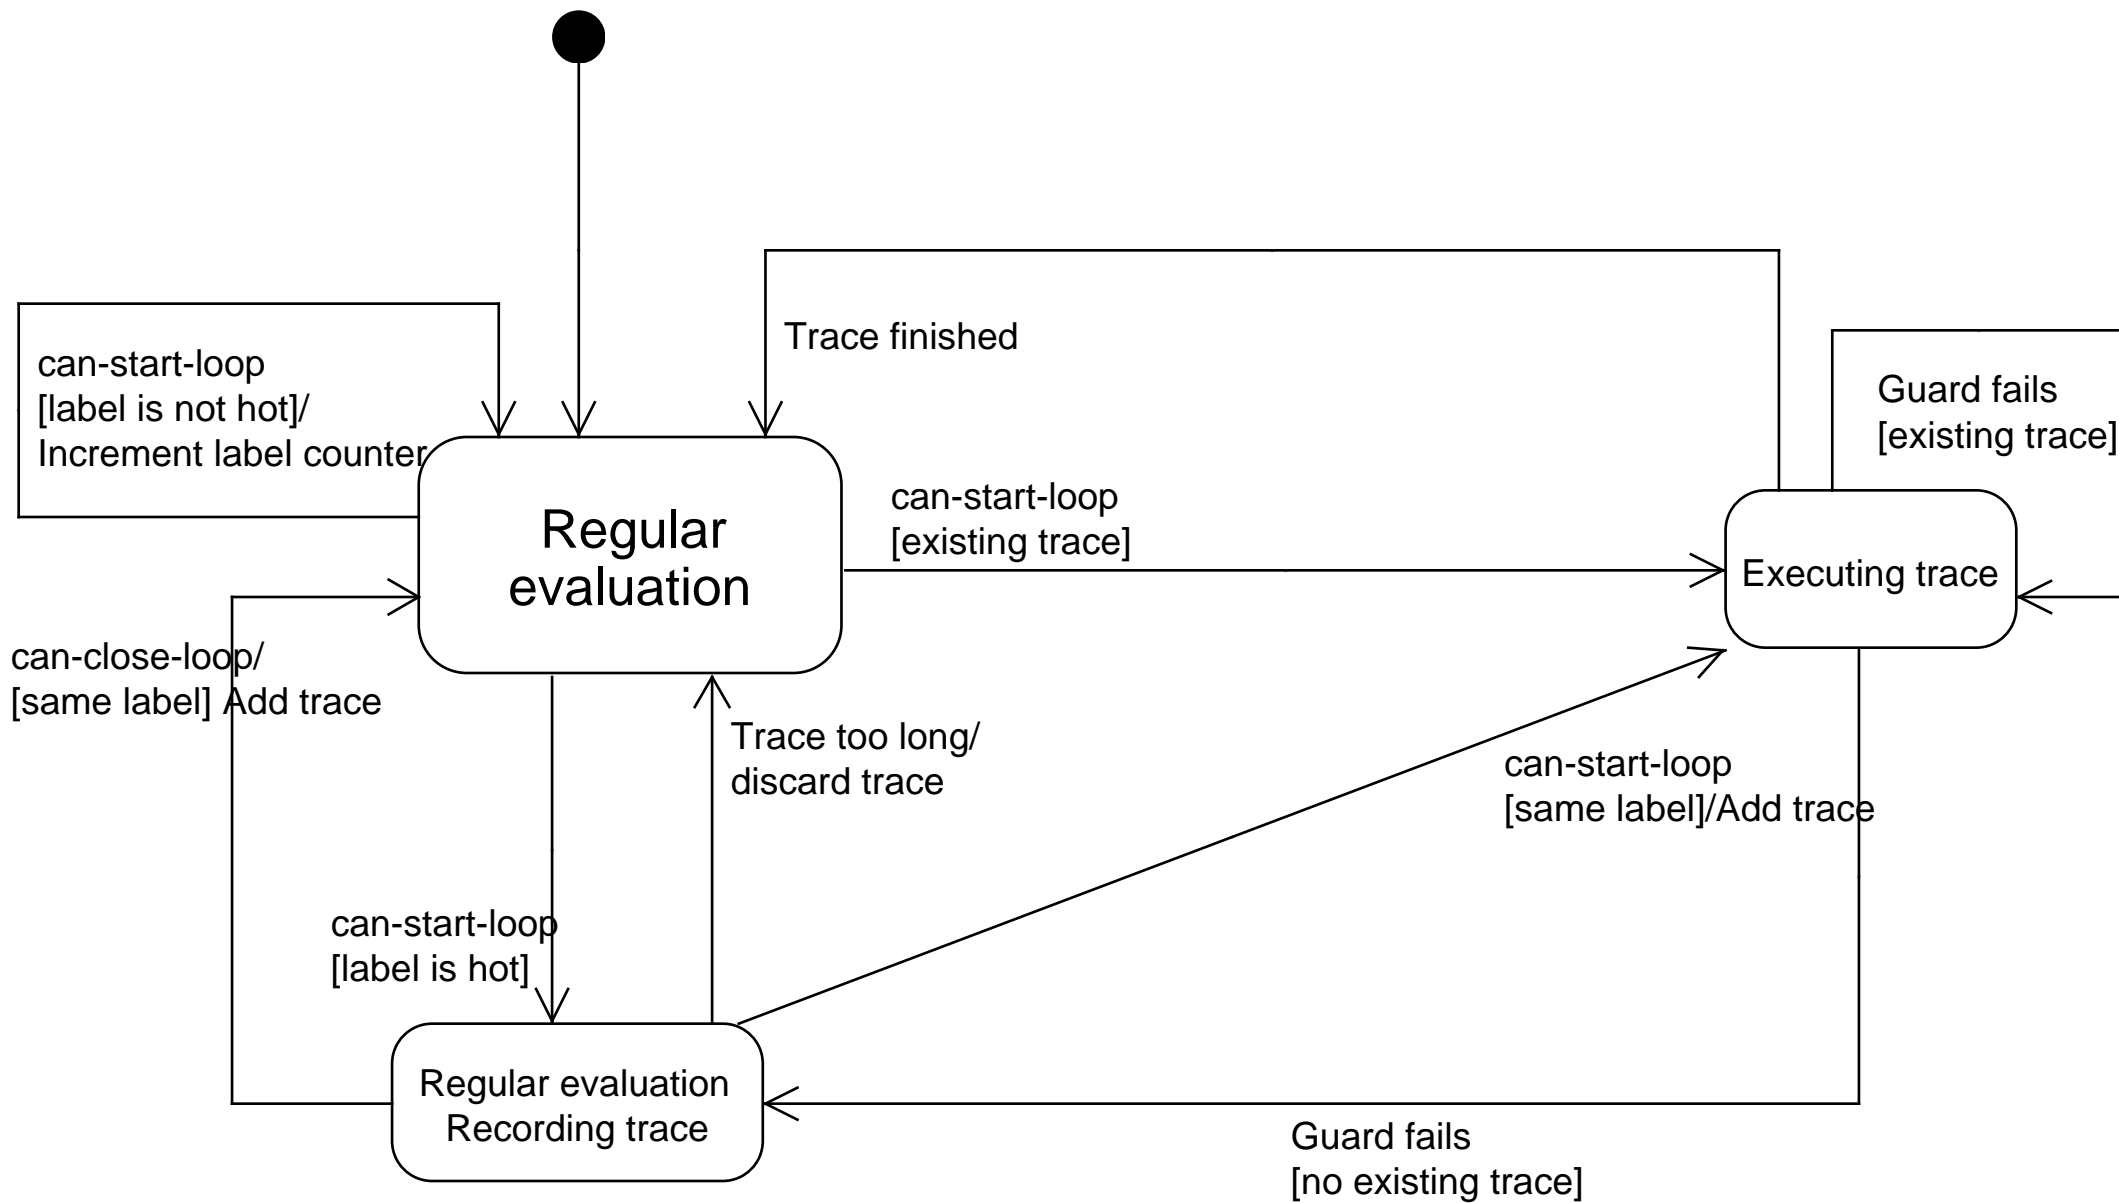 Trace finished
can-start-loop
[label is not hot]/
Increment label counter
Guard fails
[existing trace]
can-start-loop
[existing trace]
Regular
evaluation
Executing trace
can-close-loop/
[same label] Add trace
Trace too long/
discard trace
can-start-loop
[same label]/Add trace
can-start-loop
[label is hot]
Regular evaluation
Recording trace
Guard fails
[no existing trace]